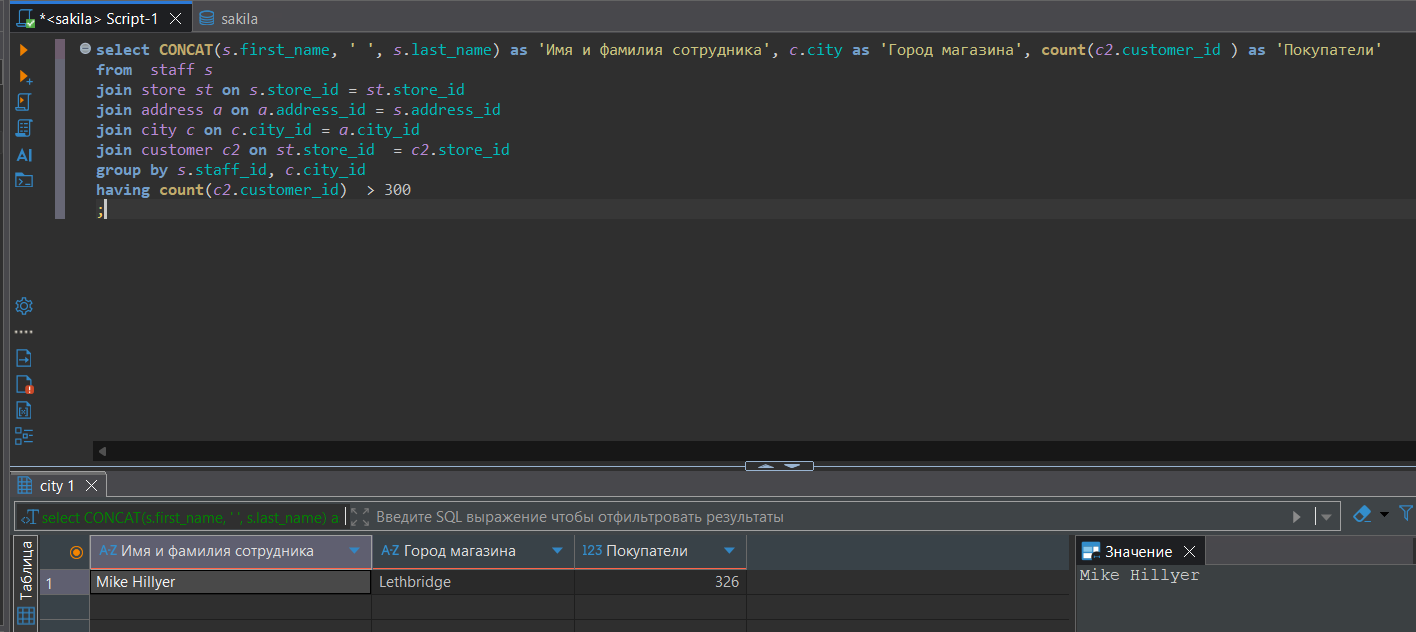 *<sakila> Script-1
sakila
select CONCAT(s.first_name, ' ', s.last_name) as 'Имя и фамилия сотрудника', c.city as 'Город магазина', count(c2.customer_id ) as 'Покупатели'
from  staff s
join store st on s.store_id = st.store_id
join address a on a.address_id = s.address_id
join city c on c.city_id = a.city_id
join customer c2 on st.store_id  = c2.store_id
group by s.staff_id, c.city_id
having count(c2.customer_id)  > 300
;
AI
city 1
select CONCAT(s.first_name, ' ', s.last_name) a
Введите SQL выражение чтобы отфильтровать результаты
Таблица
A-Z Имя и фамилия сотрудника
A-Z Город магазина
123 Покупатели
1
Mike Hillyer
Lethbridge
326
Значение
Mike Hillyer